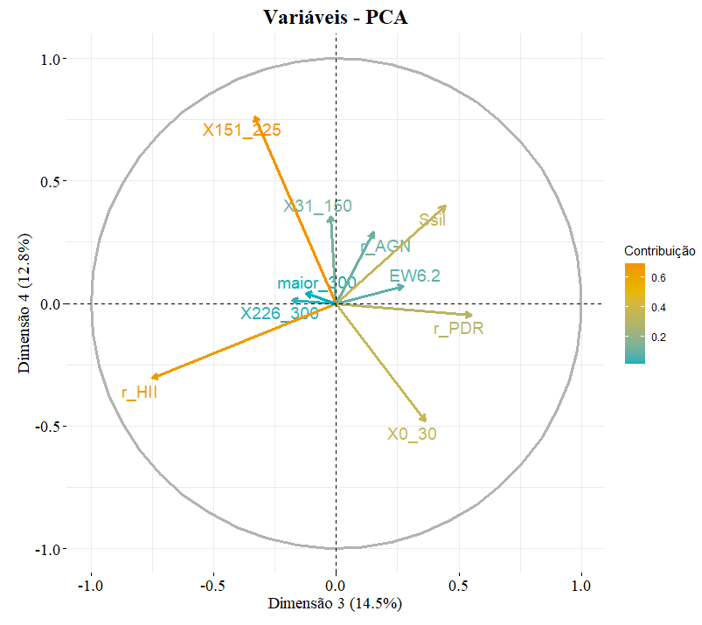 Variáveis - PCA
1.0
0.5
0.0
-0.5
-1.0
Dimensão 4 (12.8%)
X151_225
X31_150
Ssil
r_AGN
EW6.2
maior_300
X226_300
r_PDR
r_HII
X0_30
-1.0
-0.5
0.0
0.5
1.0
Dimensão 3 (14.5%)
Contribuição
0.6
0.4
0.2